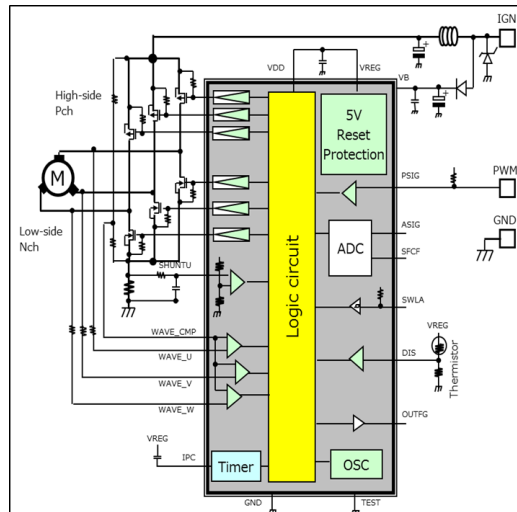 IGN
VDD
VREG
VB
High-side
Pch
5V
Reset
Protection
PSIG
PWM
M
ASIG
GND
ADC
SFCF
Low-side
Nch
Logic circuit
SHUNTU
SWLA
VREG
WAVE_CMP
DIS
Thermistor
WAVE_U
WAVE_V
WAVE_W
OUTFG
VREG
IPC
Timer
OSC
GND
TEST